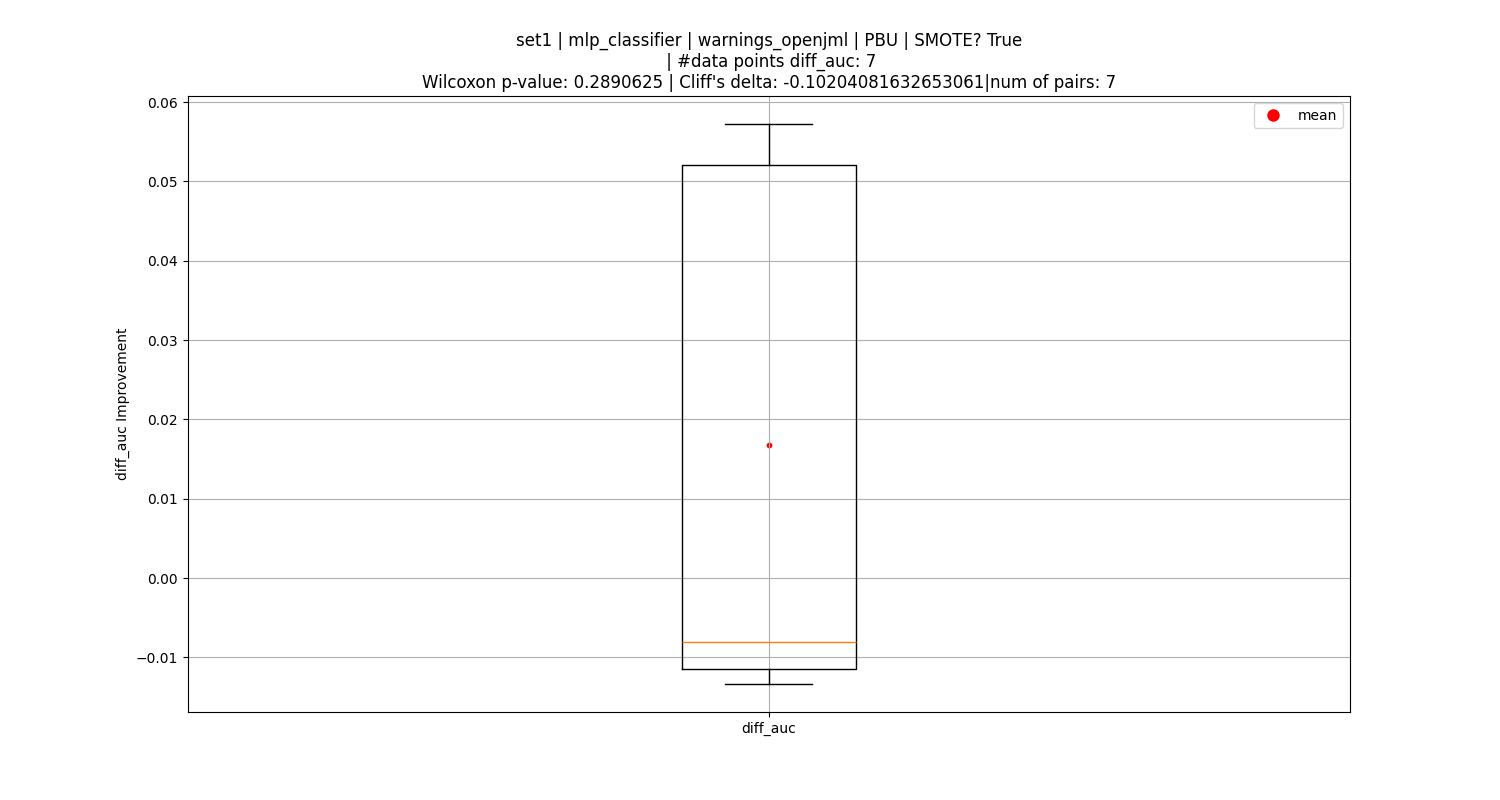 set1 | mlp_classifier | warnings_openjml | PBU | SMOTE? True
| #data points diff_auc: 7
Wilcoxon p-value: 0.2890625 | Cliff's delta: -0.10204081632653061|num of pairs: 7
mean
0.06
0.05
0.04
0.03
0.02
0.01
0.00
−0.01
diff_auc Improvement
diff_auc